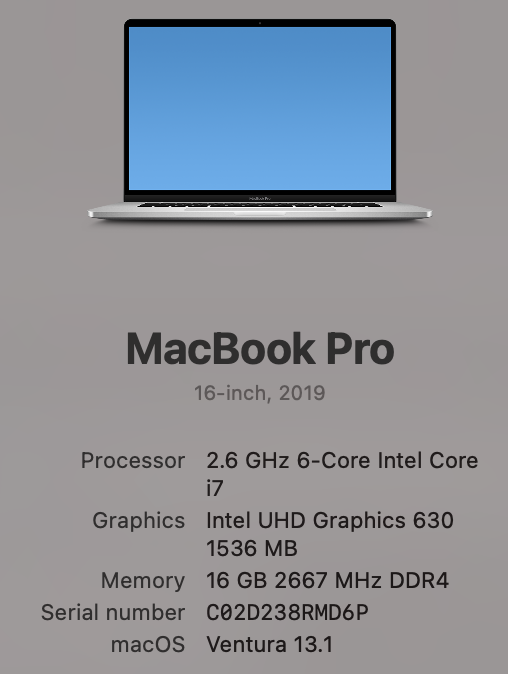 MacBook Pro
16-inch, 2019
Processor 2.6 GHz 6-Core Intel Core
i7
Graphics Intel UHD Graphics 630
1536 MB
Memory 16 GB 2667 MHz DDR4
Serial number C02D238RMD6P
macOS Ventura 13.1